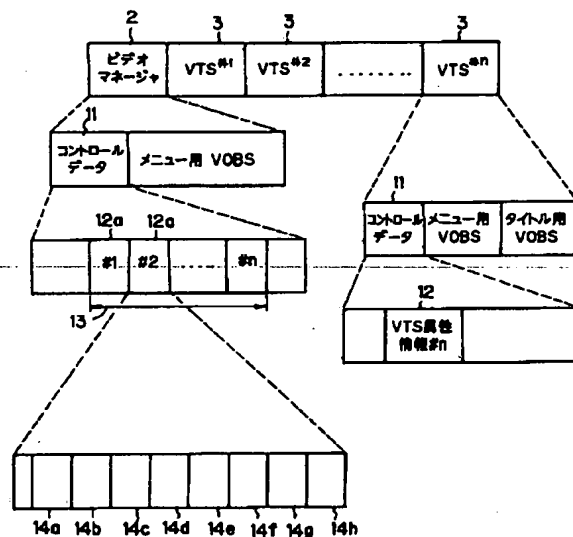 2 3 3 3
ビデオ
マネージャ
VTS#1 VTS#2 ........ VTS#n
11
コントロール
データ
メニュー用 VOBS
11
コントロール
データ
メニュー用
VOBS
タイトル用
VOBS
12a 12a
#1 #2 ..... #n
13
12
VTS属性
情報#n
14a 14b 14c 14d 14e 14f 14g 14h